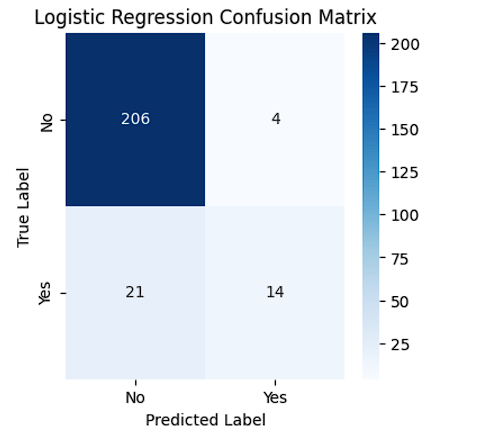 Logistic Regression Confusion Matrix
True Label
No
Yes
206
4
21
14
No
Yes
Predicted Label
200
175
150
125
100
75
50
25